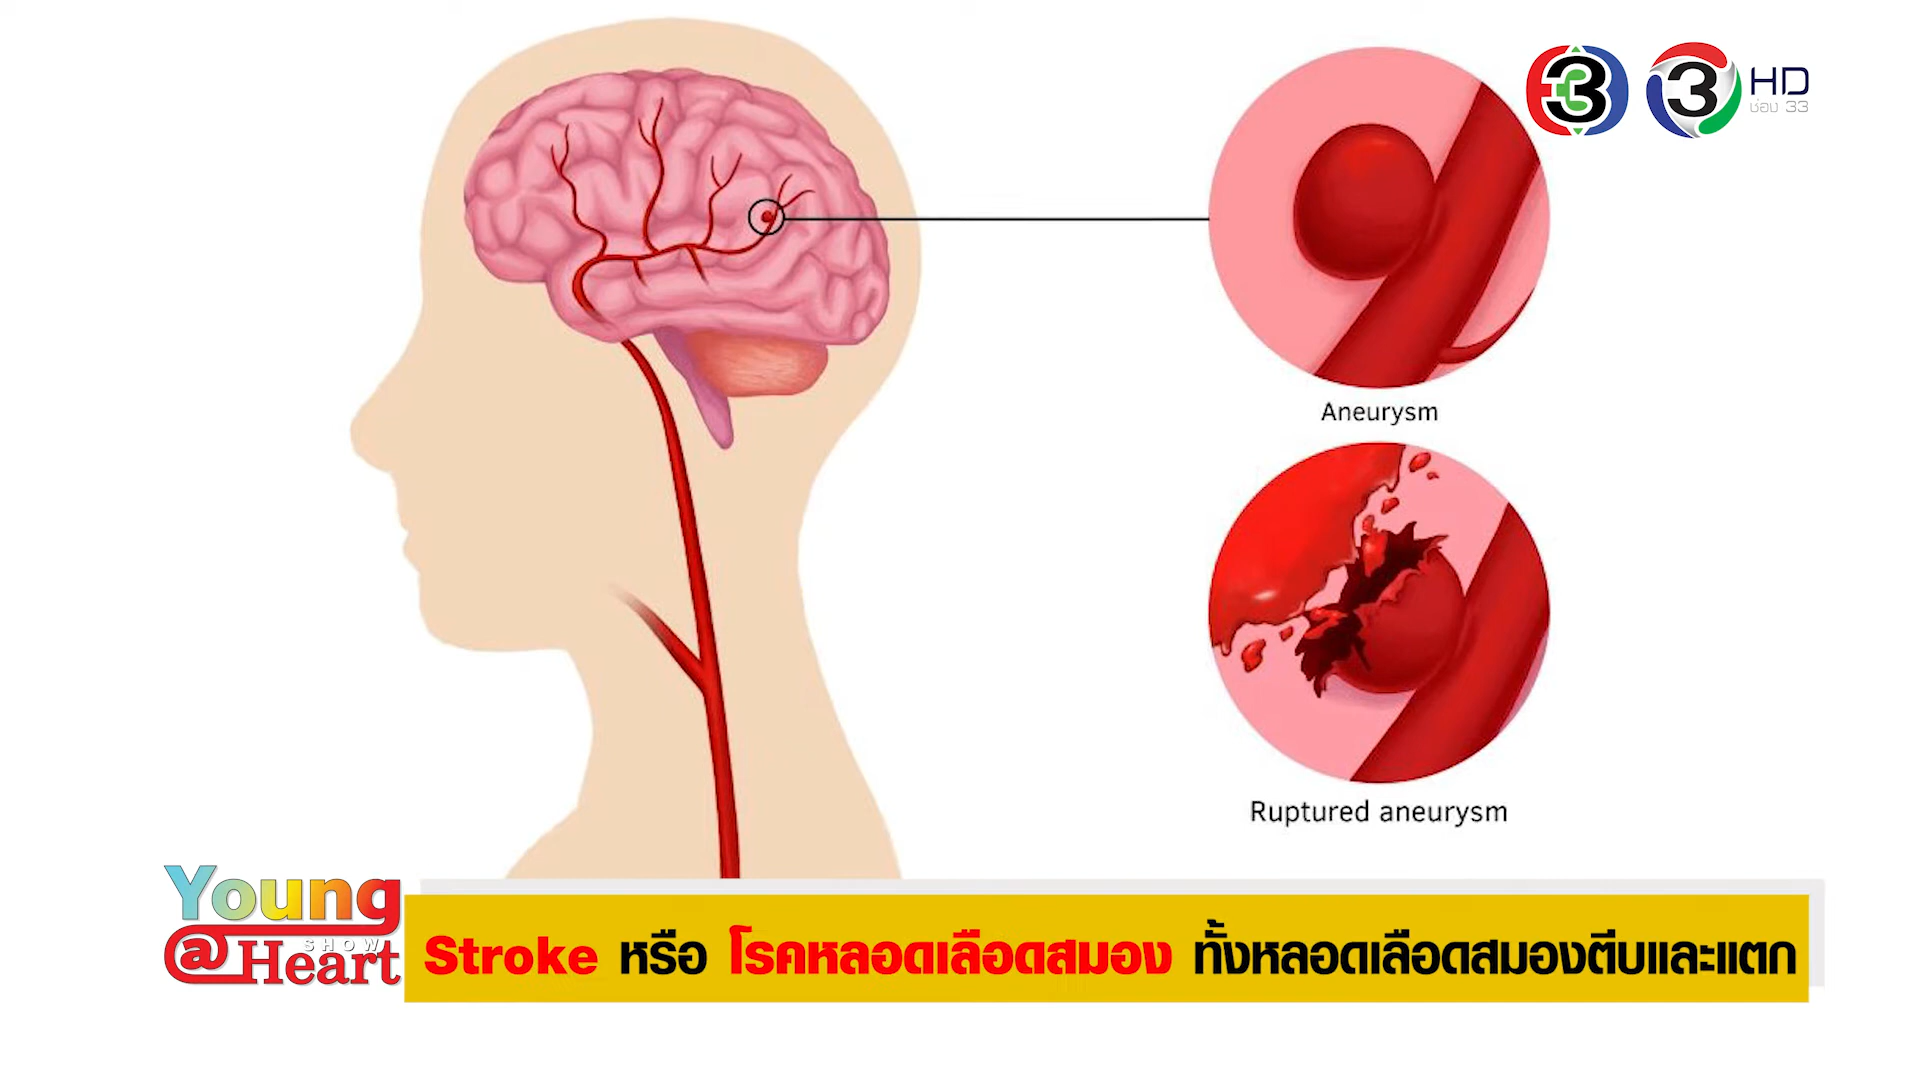 3 3 HD
ช่อง 33
Aneurysm
Ruptured aneurysm
Young
@Heart
SHOW
Stroke หรือ โรคหลอดเลือดสมอง ทั้งหลอดเลือดสมองตีบและแตก